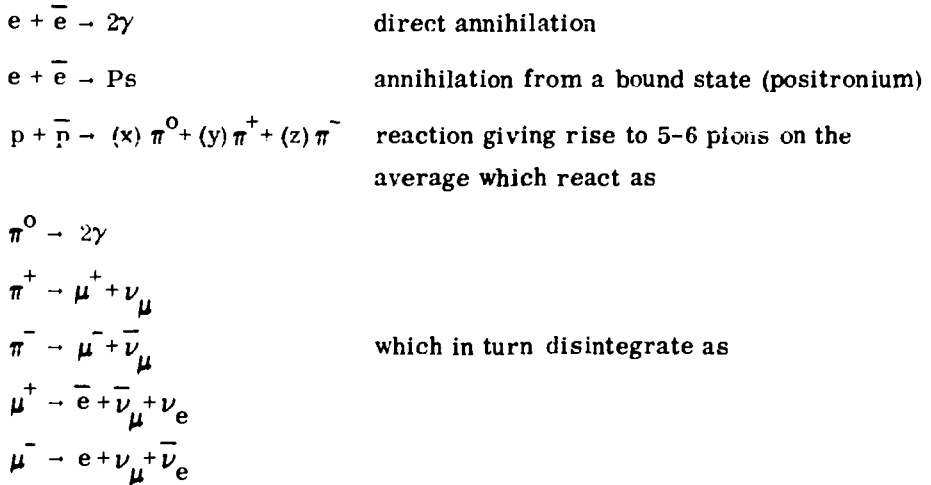 e + e̅ → 2γ direct annihilation
e + e̅ → Ps annihilation from a bound state (positronium)
p + p̅ → (x) π⁰ + (y) π⁺ + (z) π⁻ reaction giving rise to 5-6 pions on the
average which react as
π⁰ → 2γ
π⁺ → μ⁺ + ν_μ
π⁻ → μ⁻ + ν̅_μ which in turn disintegrate as
μ⁺ → e̅ + ν̅_μ + ν_e
μ⁻ → e + ν_μ + ν̅_e